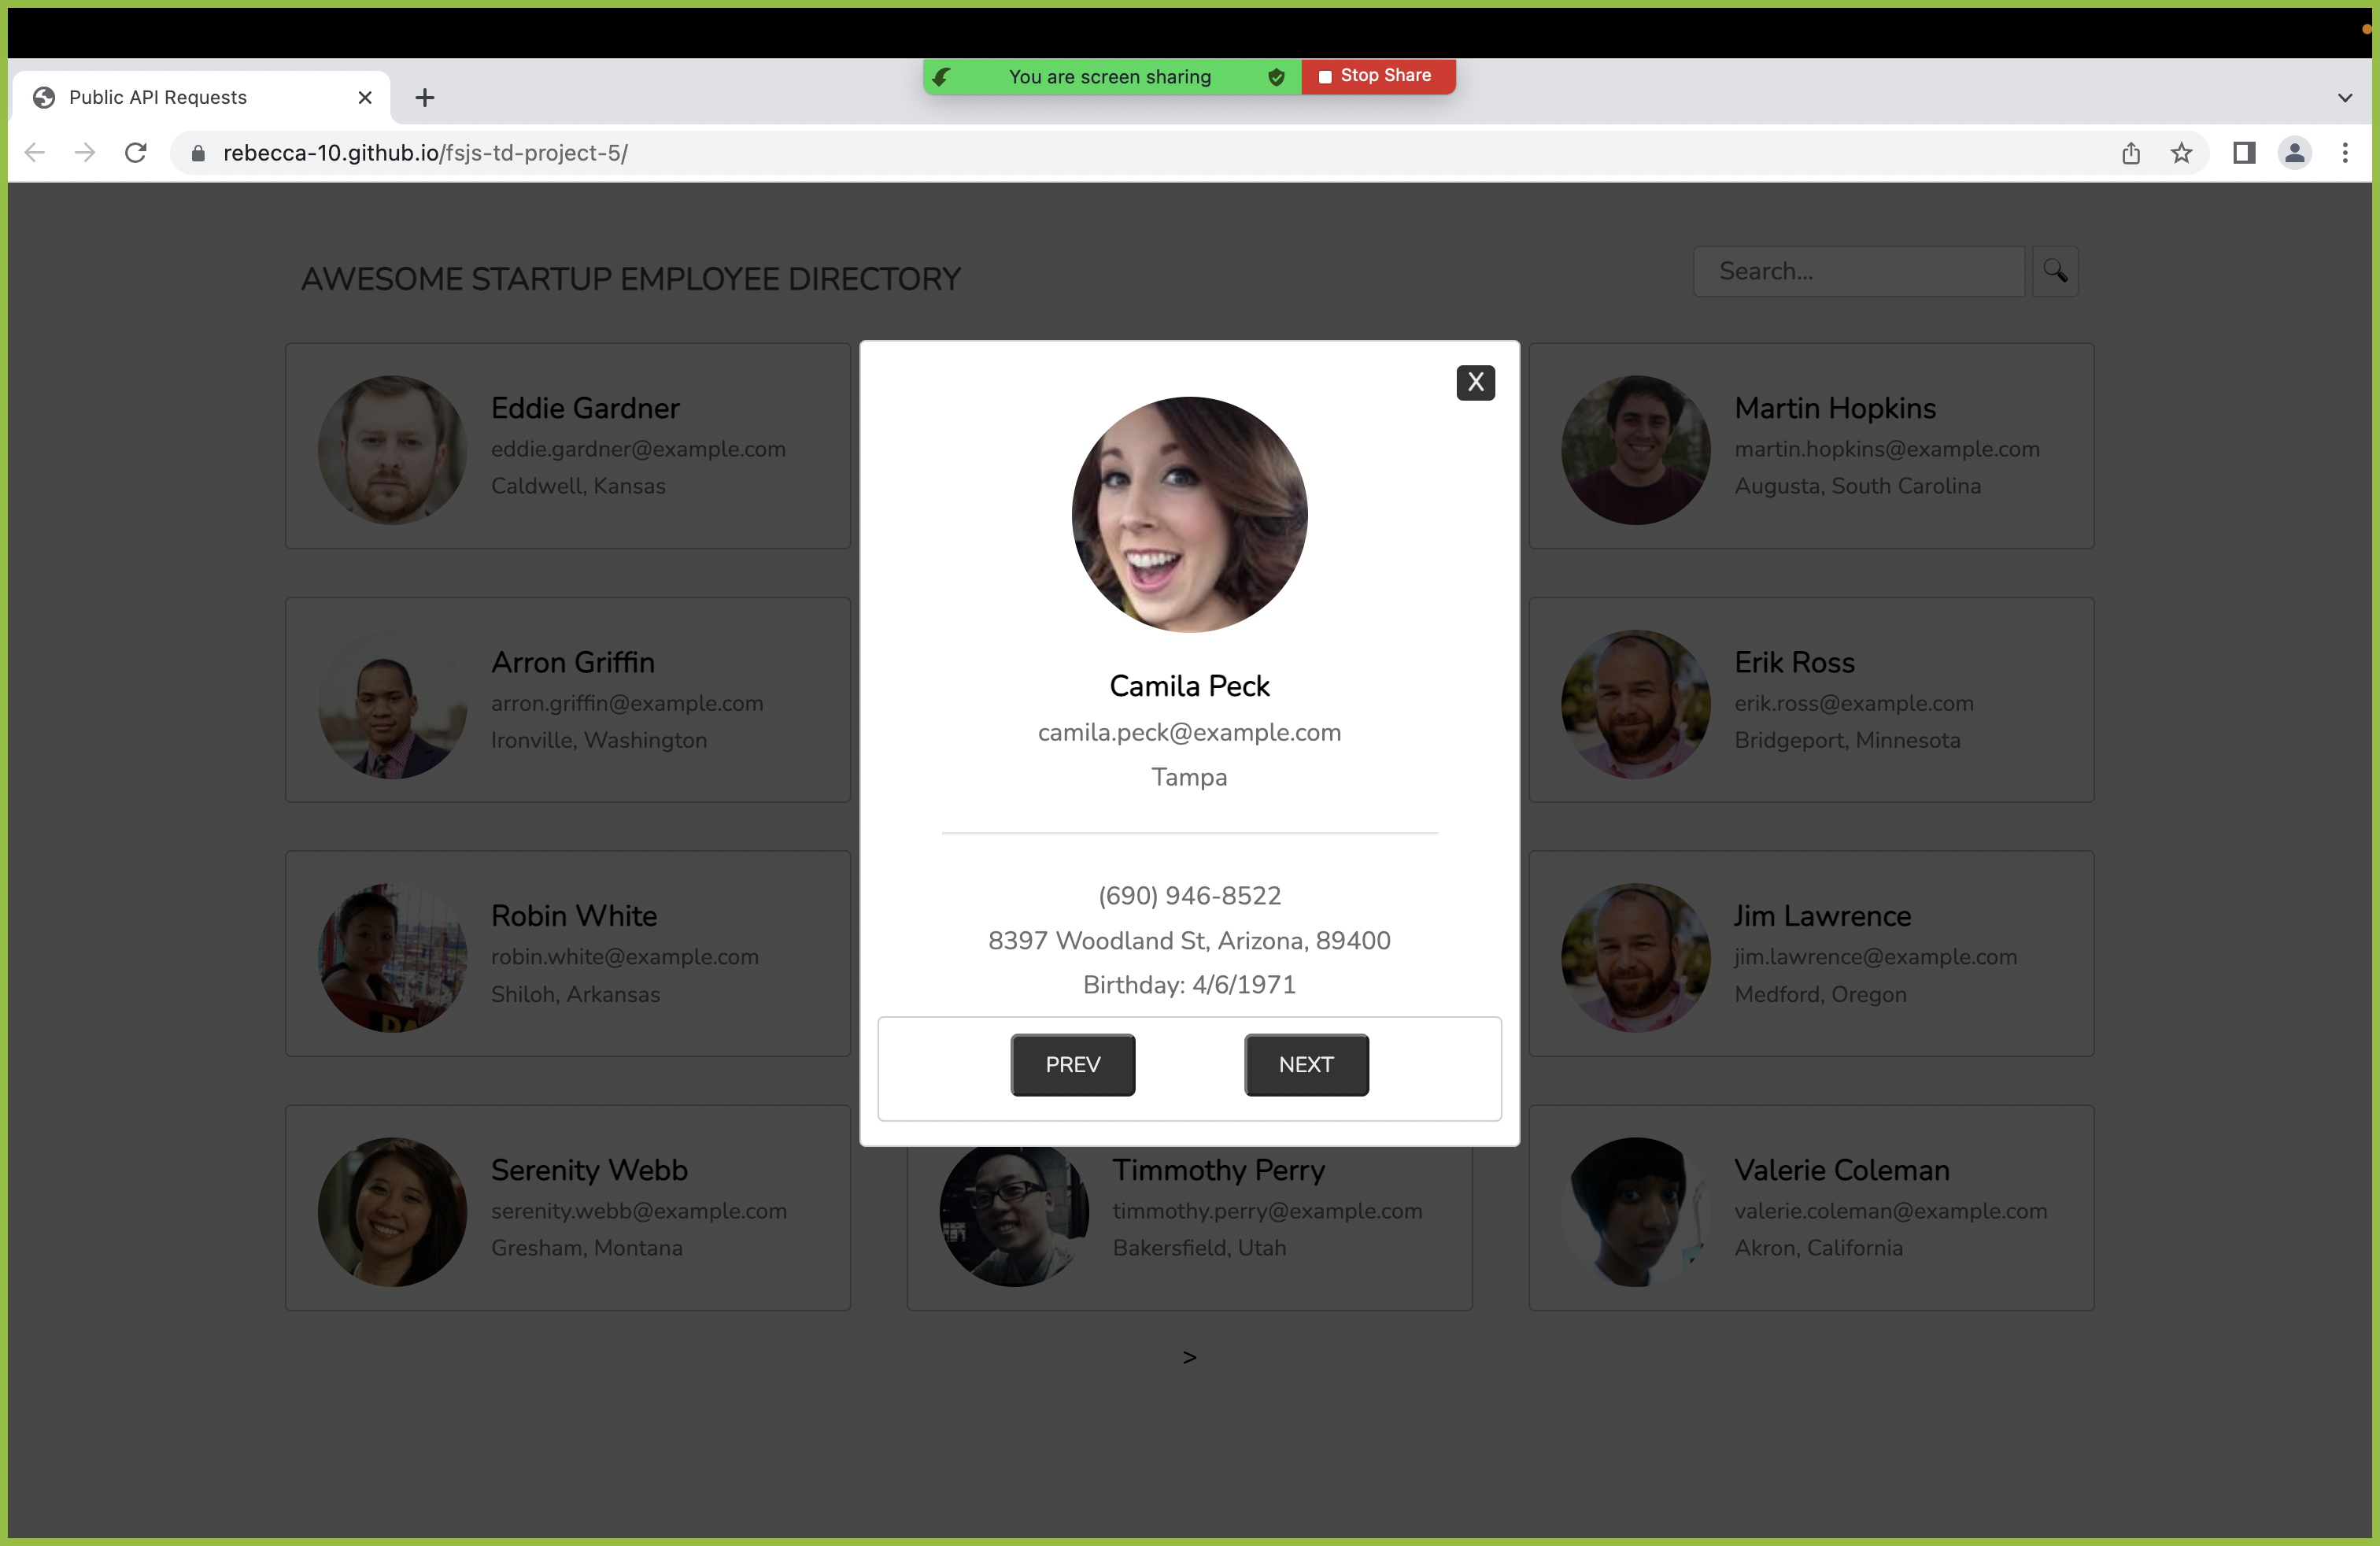 You are screen sharing
Stop Share
Public API Requests
rebecca-10.github.io/fsjs-td-project-5/
AWESOME STARTUP EMPLOYEE DIRECTORY
Search...
Eddie Gardner
eddie.gardner@example.com
Caldwell, Kansas
X
Camila Peck
camila.peck@example.com
Tampa
(690) 946-8522
8397 Woodland St, Arizona, 89400
Birthday: 4/6/1971
PREV
NEXT
Martin Hopkins
martin.hopkins@example.com
Augusta, South Carolina
Arron Griffin
arron.griffin@example.com
Ironville, Washington
Erik Ross
erik.ross@example.com
Bridgeport, Minnesota
Robin White
robin.white@example.com
Shiloh, Arkansas
Jim Lawrence
jim.lawrence@example.com
Medford, Oregon
Serenity Webb
serenity.webb@example.com
Gresham, Montana
Timmothy Perry
timmothy.perry@example.com
Bakersfield, Utah
Valerie Coleman
valerie.coleman@example.com
Akron, California
>